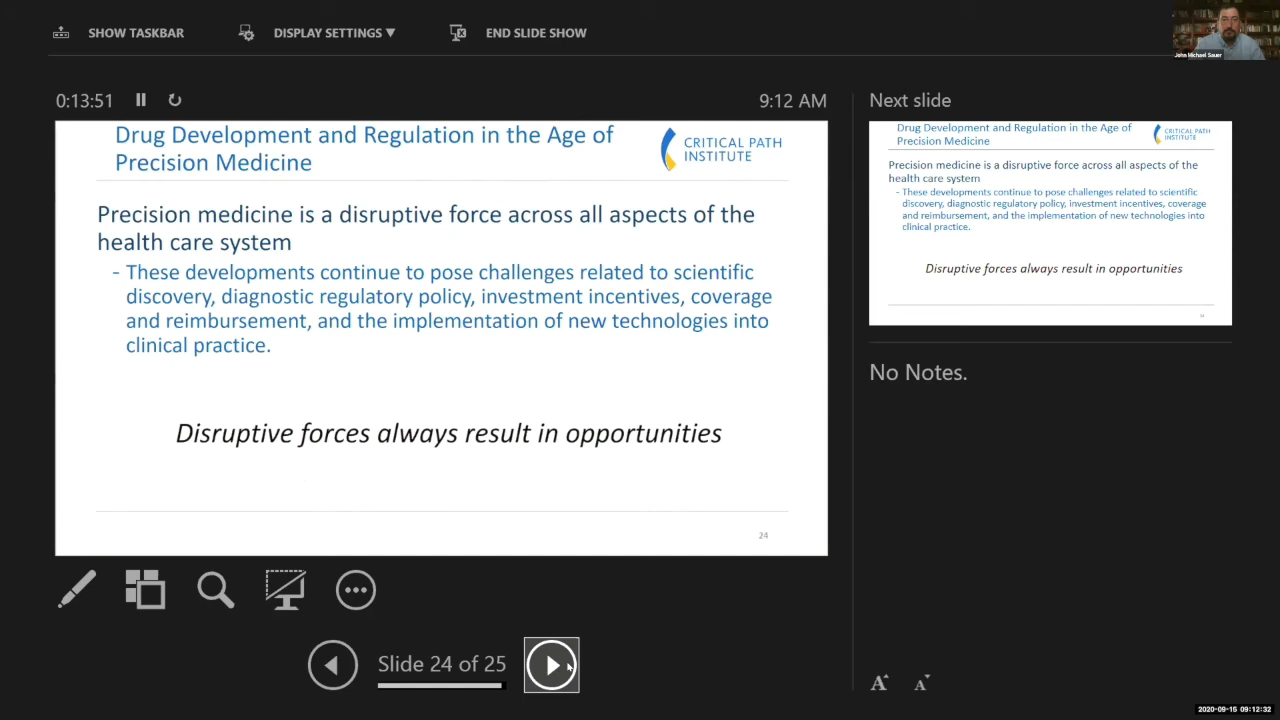 SHOW TASKBAR
DISPLAY SETTINGS ▼
END SLIDE SHOW
John Michael Sauer
0:13:51
9:12 AM
Drug Development and Regulation in the Age of
Precision Medicine
CRITICAL PATH
INSTITUTE
Precision medicine is a disruptive force across all aspects of the
health care system
- These developments continue to pose challenges related to scientific
discovery, diagnostic regulatory policy, investment incentives, coverage
and reimbursement, and the implementation of new technologies into
clinical practice.
Disruptive forces always result in opportunities
24
Next slide
Drug Development and Regulation in the Age of
Precision Medicine
CRITICAL PATH
INSTITUTE
Precision medicine is a disruptive force across all aspects of the
health care system
- These developments continue to pose challenges related to scientific
discovery, diagnostic regulatory policy, investment incentives, coverage
and reimbursement, and the implementation of new technologies into
clinical practice.
Disruptive forces always result in opportunities
No Notes.
Slide 24 of 25
A A
2020-09-15 09:12:32